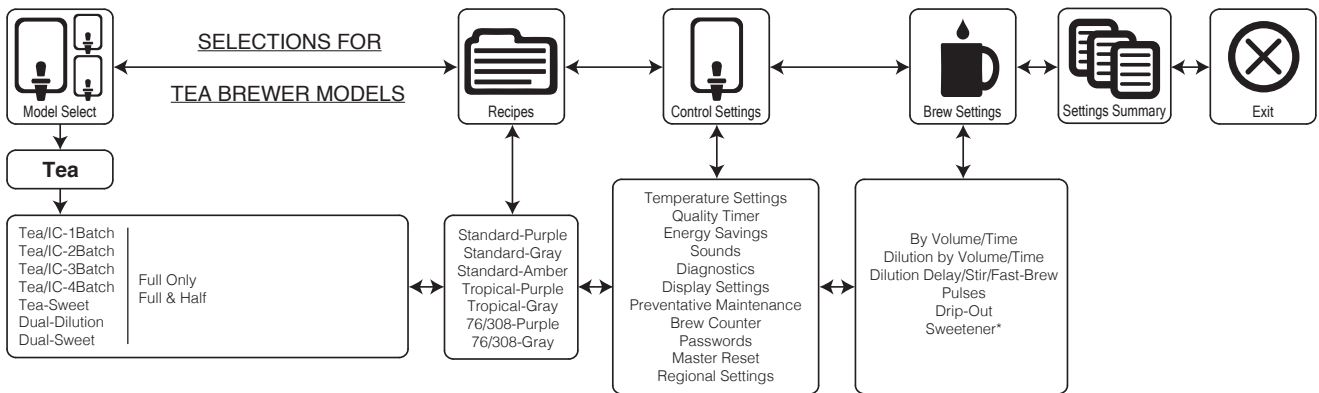 SELECTIONS FOR
TEA BREWER MODELS
Model Select
Recipes
Control Settings
Brew Settings
Settings Summary
Exit
Tea
Tea/IC-1Batch
Tea/IC-2Batch
Tea/IC-3Batch
Tea/IC-4Batch
Tea-Sweet
Dual-Dilution
Dual-Sweet
Full Only
Full & Half
Standard-Purple
Standard-Gray
Standard-Amber
Tropical-Purple
Tropical-Gray
76/308-Purple
76/308-Gray
Temperature Settings
Quality Timer
Energy Savings
Sounds
Diagnostics
Display Settings
Preventative Maintenance
Brew Counter
Passwords
Master Reset
Regional Settings
By Volume/Time
Dilution by Volume/Time
Dilution Delay/Stir/Fast-Brew
Pulses
Drip-Out
Sweetener*